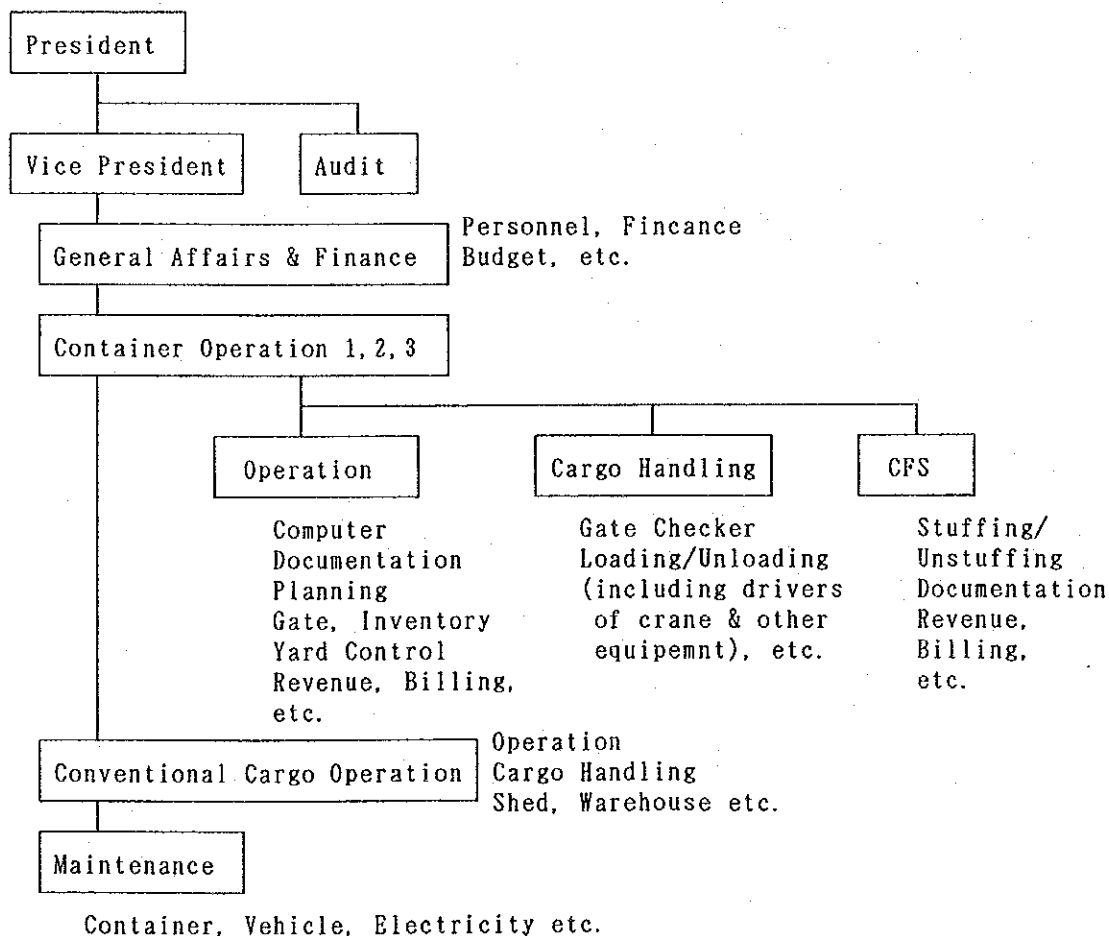 President
Vice President
Audit
General Affairs & Finance
Personnel, Fincance
Budget, etc.
Container Operation 1, 2, 3
Operation
Computer
Documentation
Planning
Gate, Inventory
Yard Control
Revenue, Billing,
etc.
Cargo Handling
Gate Checker
Loading/Unloading
(including drivers
of crane & other
equipemnt), etc.
CFS
Stuffing/
Unstuffing
Documentation
Revenue,
Billing,
etc.
Conventional Cargo Operation
Operation
Cargo Handling
Shed, Warehouse etc.
Maintenance
Container, Vehicle, Electricity etc.